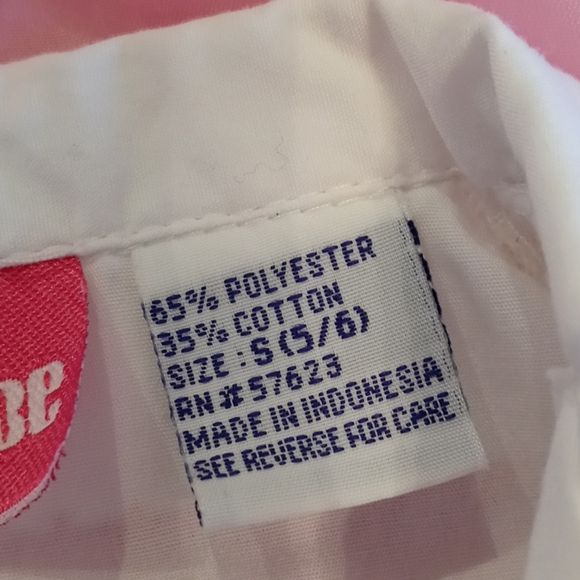 65% POLYESTER
35% COTTON
SIZE : S (5/6)
RN # 57623
MADE IN INDONESIA
SEE REVERSE FOR CARE